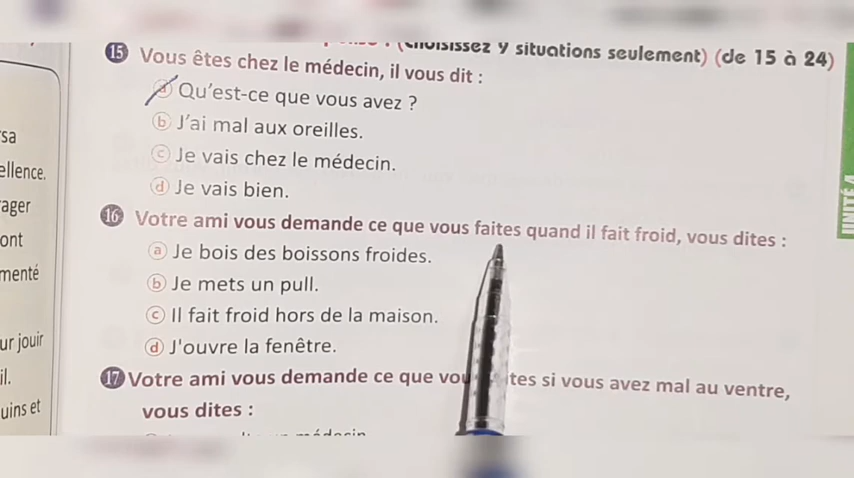 (choisissez 9 situations seulement) (de 15 à 24)
15 Vous êtes chez le médecin, il vous dit :
a Qu'est-ce que vous avez ?
b J'ai mal aux oreilles.
c Je vais chez le médecin.
d Je vais bien.
16 Votre ami vous demande ce que vous faites quand il fait froid, vous dites :
a Je bois des boissons froides.
b Je mets un pull.
c Il fait froid hors de la maison.
d J'ouvre la fenêtre.
17 Votre ami vous demande ce que si vous avez mal au ventre,
vous dites :
sa
ellence.
ager
ont
menté
ur jouir
il.
uins et
UNITÉ 4